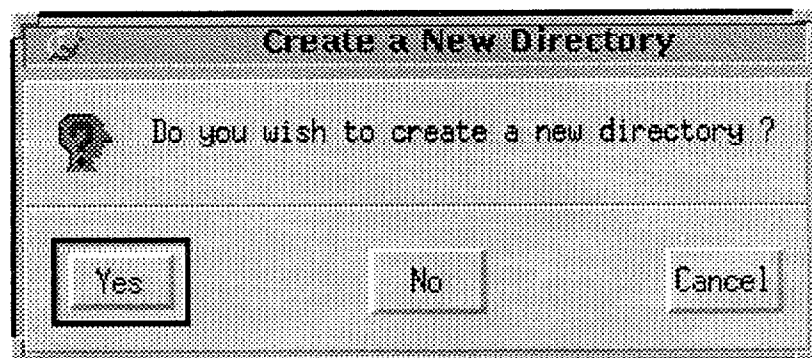 Create a New Directory
Do you wish to create a new directory ?
Yes
No
Cancel